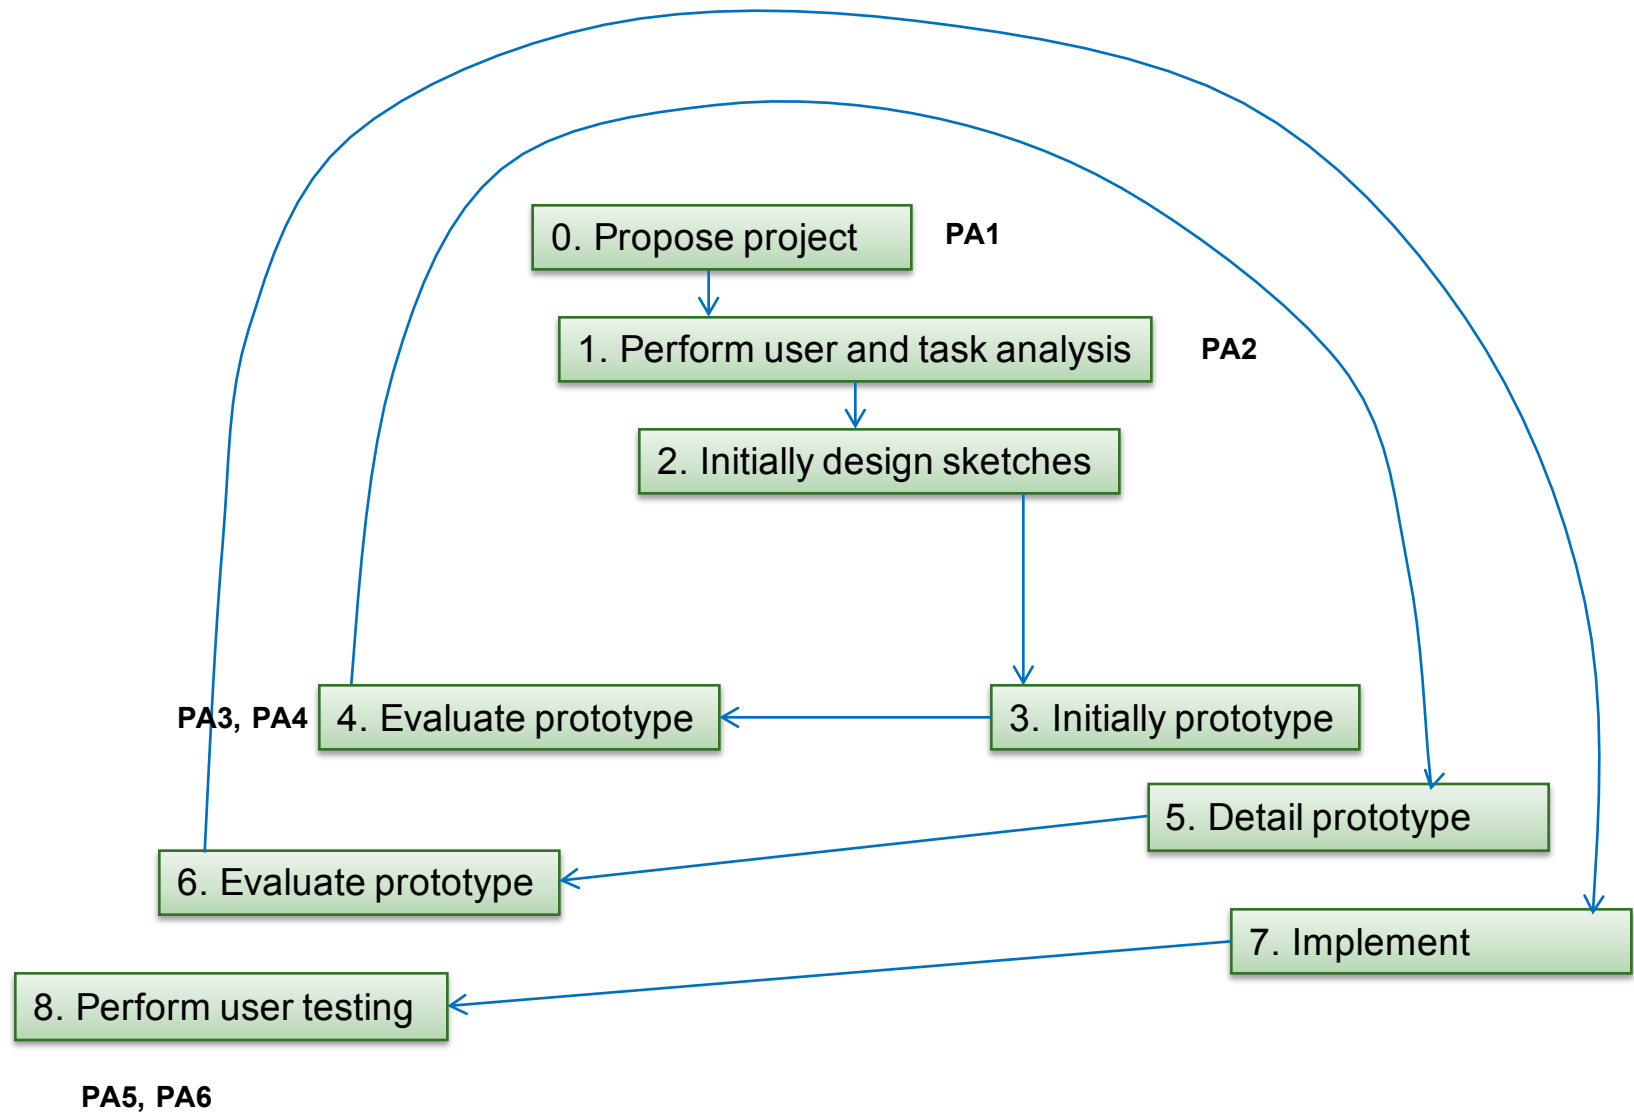 0. Propose project
PA1
1. Perform user and task analysis
PA2
2. Initially design sketches
PA3, PA4
4. Evaluate prototype
3. Initially prototype
5. Detail prototype
6. Evaluate prototype
7. Implement
8. Perform user testing
PA5, PA6